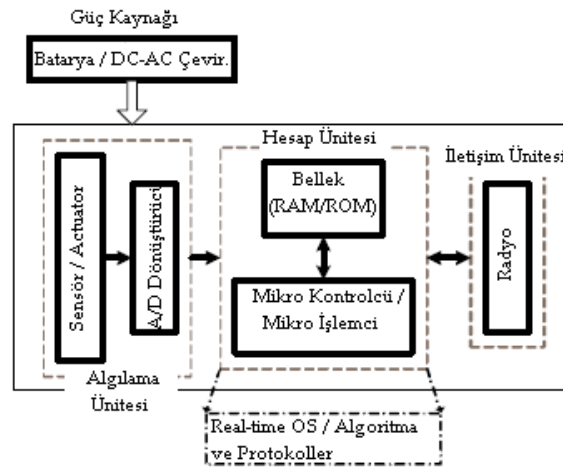 Güç Kaynağı
Batarya / DC-AC Çevir.
Hesap Ünitesi
İletişim Ünitesi
Sensör / Actuator
A/D Dönüştürücü
Bellek
(RAM/ROM)
Mikro Kontrolcü /
Mikro İşlemci
Radyo
Algılama
Ünitesi
Real-time OS / Algoritma
ve Protokoller